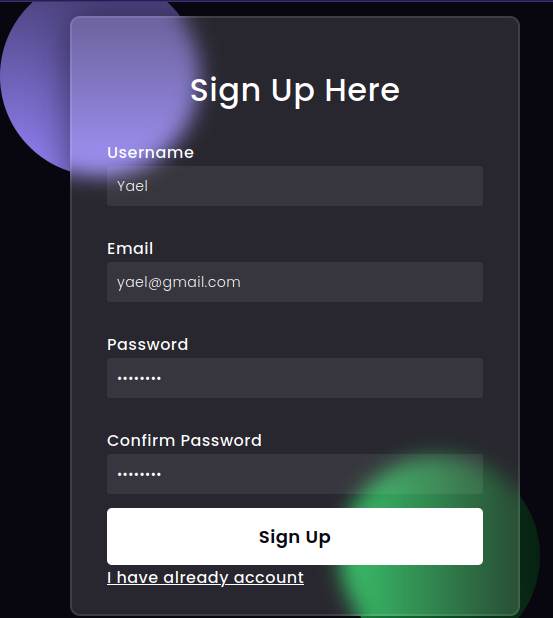 Sign Up Here
Username
Yael
Email
yael@gmail.com
Password
••••••••
Confirm Password
••••••••
Sign Up
I have already account